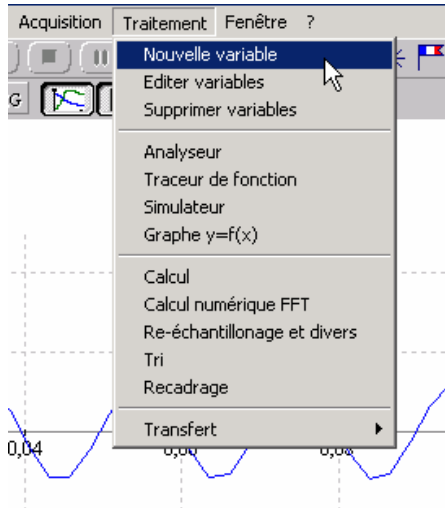 Acquisition Traitement Fenêtre ?
Nouvelle variable
G
Editer variables
Supprimer variables
Analyseur
Traceur de fonction
Simulateur
Graphe y=f(x)
Calcul
Calcul numérique FFT
Re-échantillonage et divers
Tri
Recadrage
Transfert
0,04